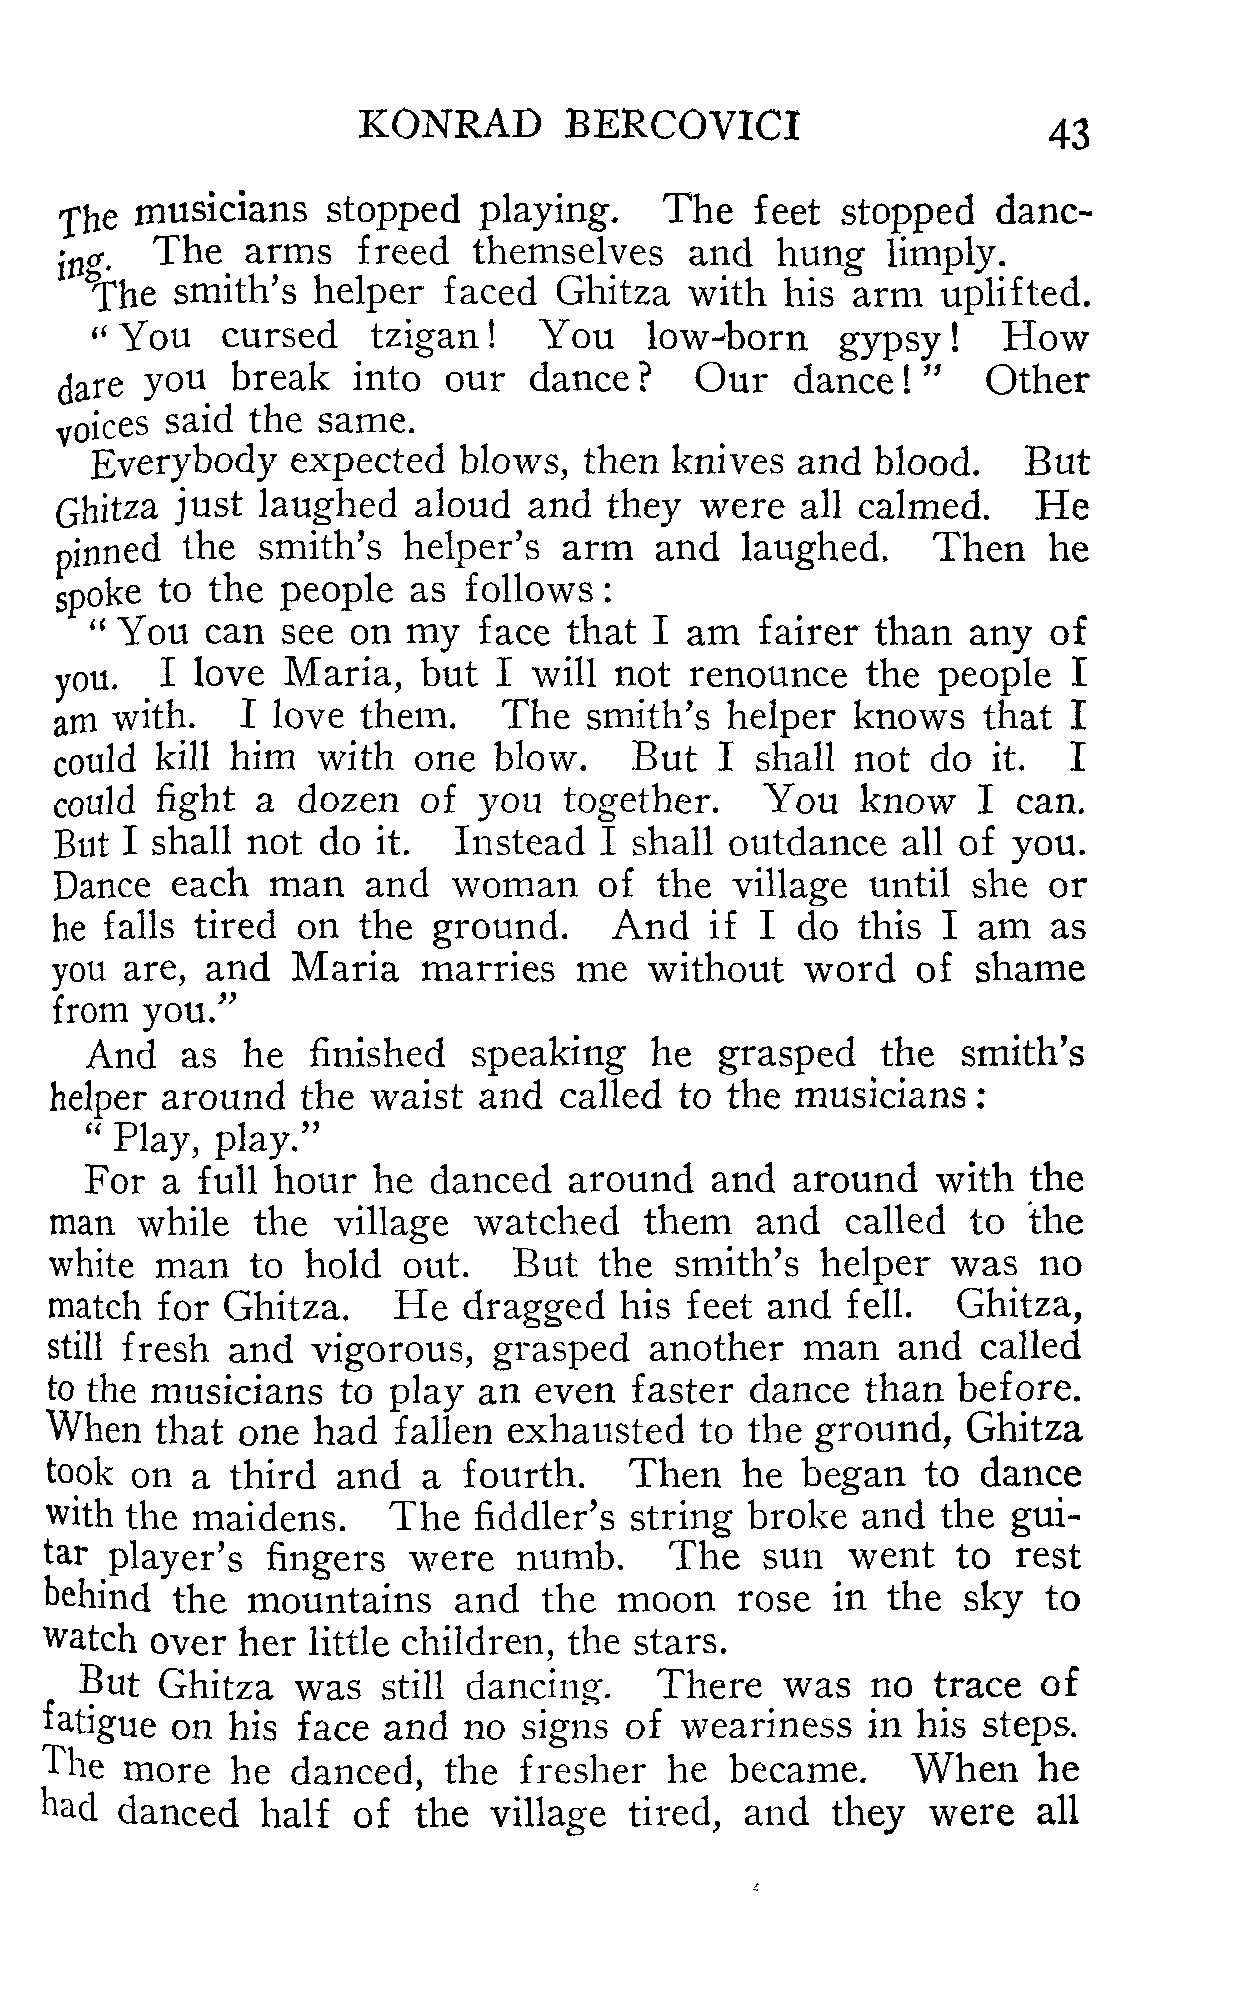 KONRAD BERCOVICI 43
The musicians stopped playing. The feet stopped danc-
ing. The arms freed themselves and hung limply.
The smith's helper faced Ghitza with his arm uplifted.
" You cursed tzigan! You low-born gypsy! How
dare you break into our dance? Our dance!" Other
voices said the same.
Everybody expected blows, then knives and blood. But
Ghitza just laughed aloud and they were all calmed. He
pinned the smith's helper's arm and laughed. Then he
spoke to the people as follows:
" You can see on my face that I am fairer than any of
you. I love Maria, but I will not renounce the people I
am with. I love them. The smith's helper knows that I
could kill him with one blow. But I shall not do it. I
could fight a dozen of you together. You know I can.
But I shall not do it. Instead I shall outdance all of you.
Dance each man and woman of the village until she or
he falls tired on the ground. And if I do this I am as
you are, and Maria marries me without word of shame
from you."
And as he finished speaking he grasped the smith's
helper around the waist and called to the musicians:
" Play, play."
For a full hour he danced around and around with the
man while the village watched them and called to the
white man to hold out. But the smith's helper was no
match for Ghitza. He dragged his feet and fell. Ghitza,
still fresh and vigorous, grasped another man and called
to the musicians to play an even faster dance than before.
When that one had fallen exhausted to the ground, Ghitza
took on a third and a fourth. Then he began to dance
with the maidens. The fiddler's string broke and the gui-
tar player's fingers were numb. The sun went to rest
behind the mountains and the moon rose in the sky to
watch over her little children, the stars.
But Ghitza was still dancing. There was no trace of
fatigue on his face and no signs of weariness in his steps.
The more he danced, the fresher he became. When he
had danced half of the village tired, and they were all